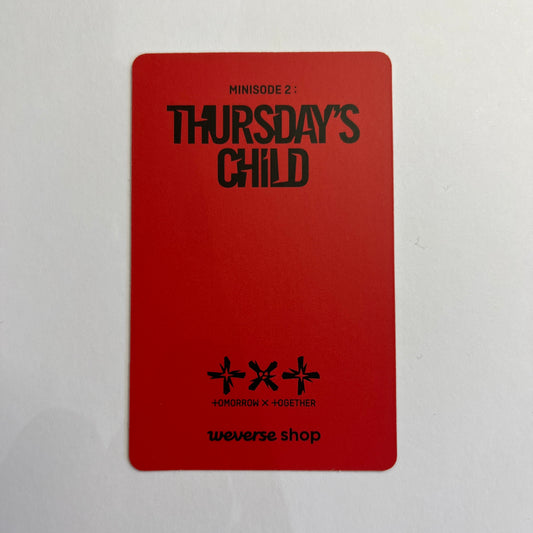 MINISODE 2 :
THURSDAY'S
CHiLD
TOMORROW × TOGETHER
weverse shop